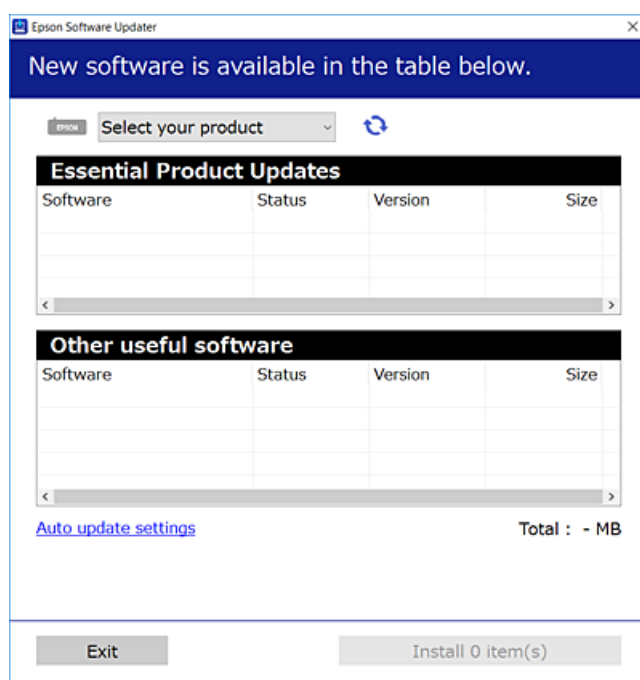 Epson Software Updater
New software is available in the table below.
EPSON Select your product
Essential Product Updates
Software Status Version Size
Other useful software
Software Status Version Size
Auto update settings Total : - MB
Exit Install 0 item(s)